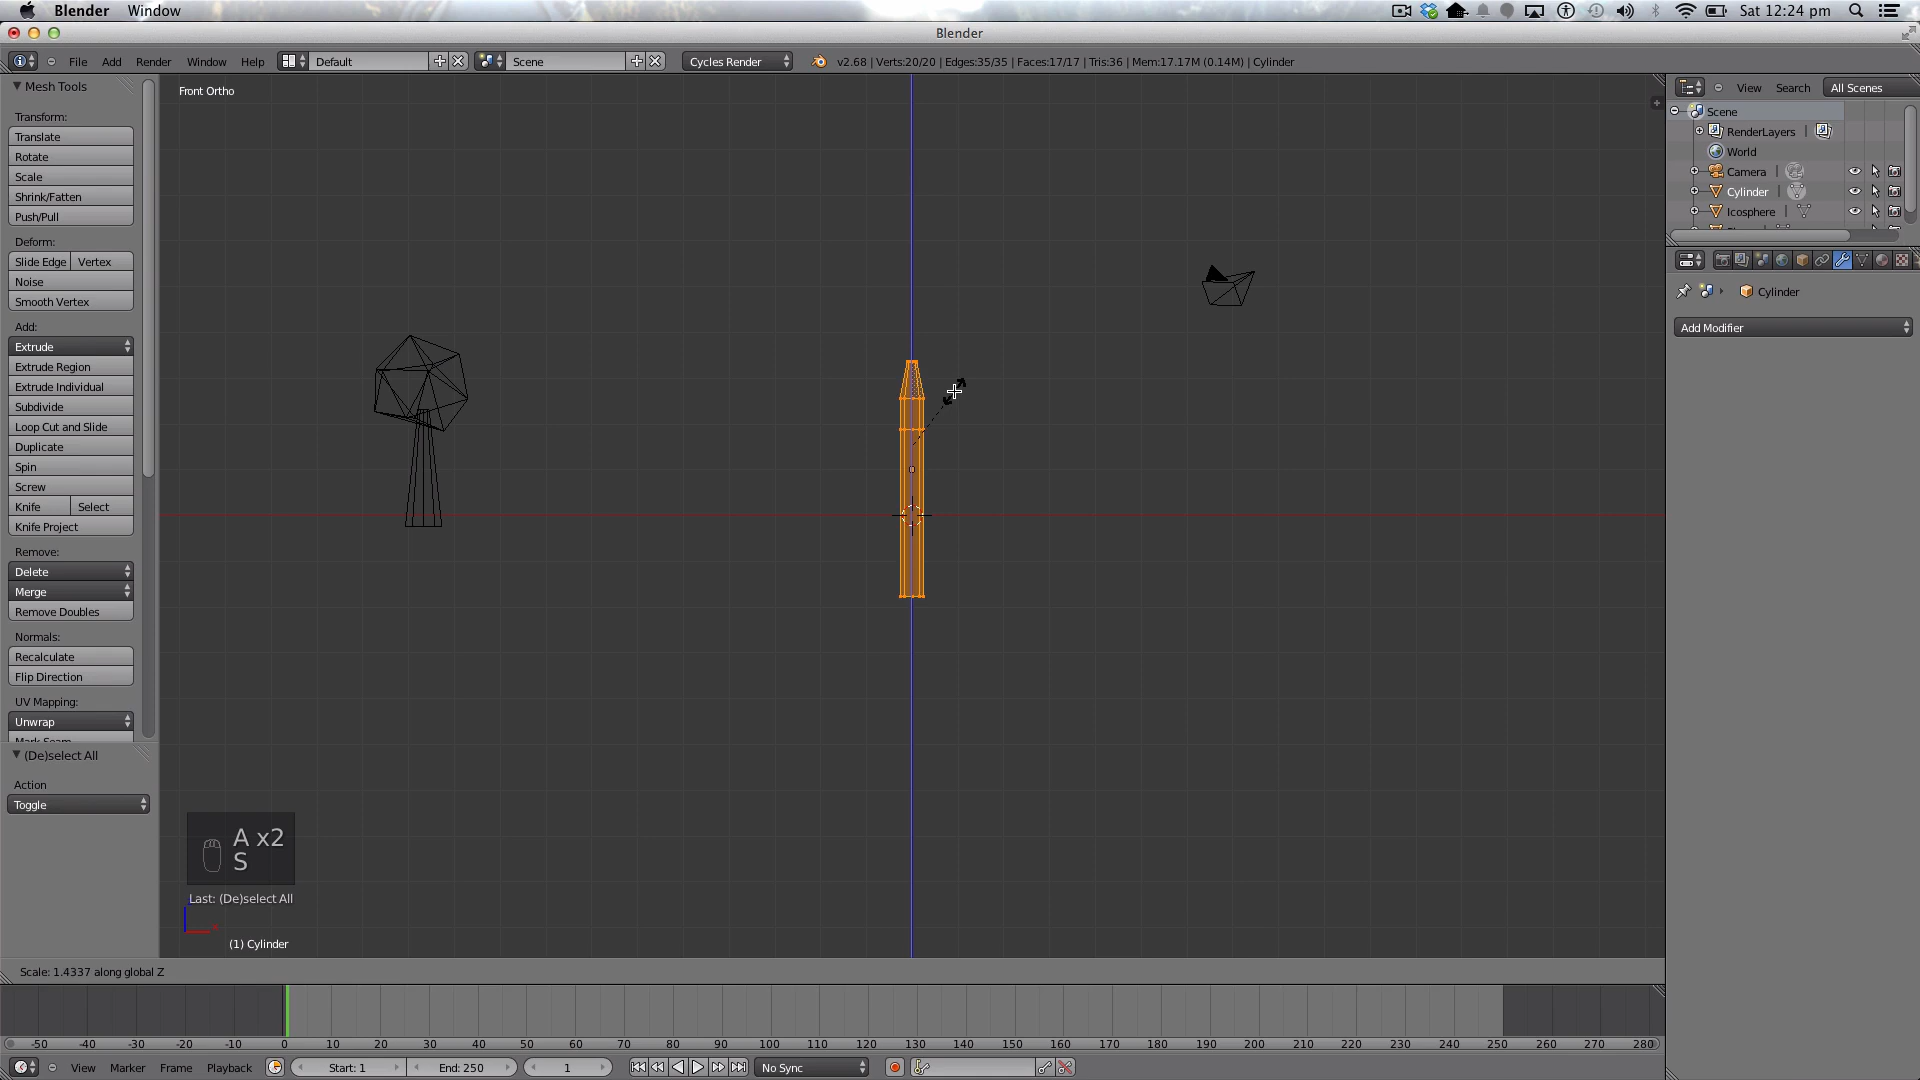 Blender Window Sat 12:24 pm
Blender
File Add Render Window Help Default Scene Cycles Render v2.68 | Verts:20/20 | Edges:35/35 | Faces:17/17 | Tris:36 | Mem:17.17M (0.14M) | Cylinder
Mesh Tools
Transform:
Translate
Rotate
Scale
Shrink/Fatten
Push/Pull
Deform:
Slide Edge Vertex
Noise
Smooth Vertex
Add:
Extrude
Extrude Region
Extrude Individual
Subdivide
Loop Cut and Slide
Duplicate
Spin
Screw
Knife Select
Knife Project
Remove:
Delete
Merge
Remove Doubles
Normals:
Recalculate
Flip Direction
UV Mapping:
Unwrap
Mark Seam
(De)select All
Action
Toggle
Front Ortho
A x2
S
Last: (De)select All
(1) Cylinder
View Search All Scenes
Scene
RenderLayers
World
Camera
Cylinder
Icosphere
Cylinder
Add Modifier
Scale: 1.4337 along global Z
-50 -40 -30 -20 -10 0 10 20 30 40 50 60 70 80 90 100 110 120 130 140 150 160 170 180 190 200 210 220 230 240 250 260 270 280
View Marker Frame Playback Start: 1 End: 250 1 No Sync